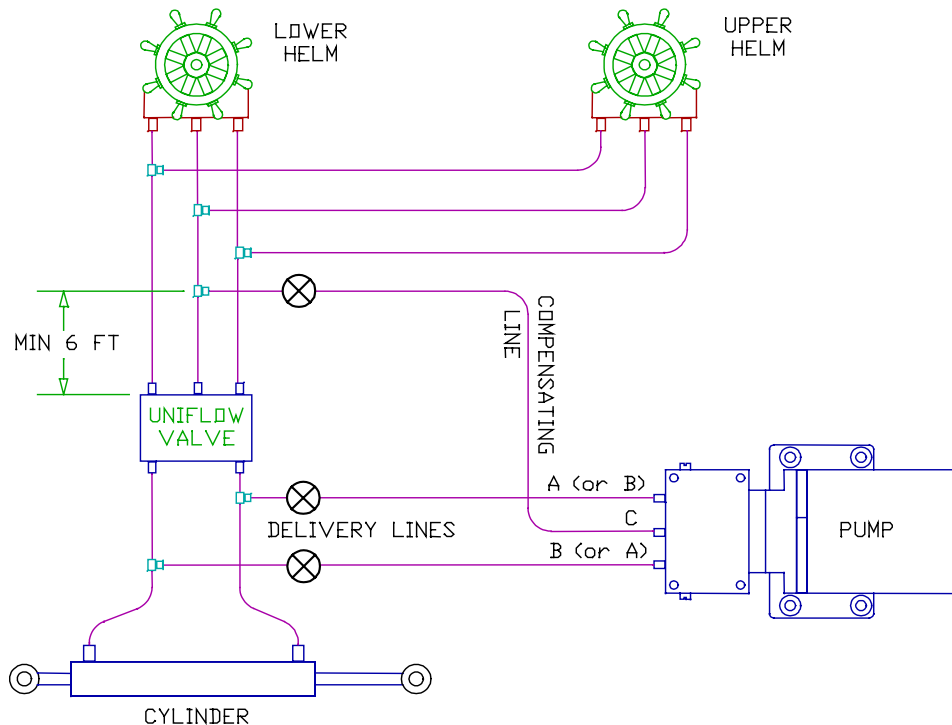 LOWER
HELM
UPPER
HELM
MIN 6 FT
COMPENSATING
LINE
UNIFLOW
VALVE
A (or B)
C
DELIVERY LINES
B (or A)
PUMP
CYLINDER